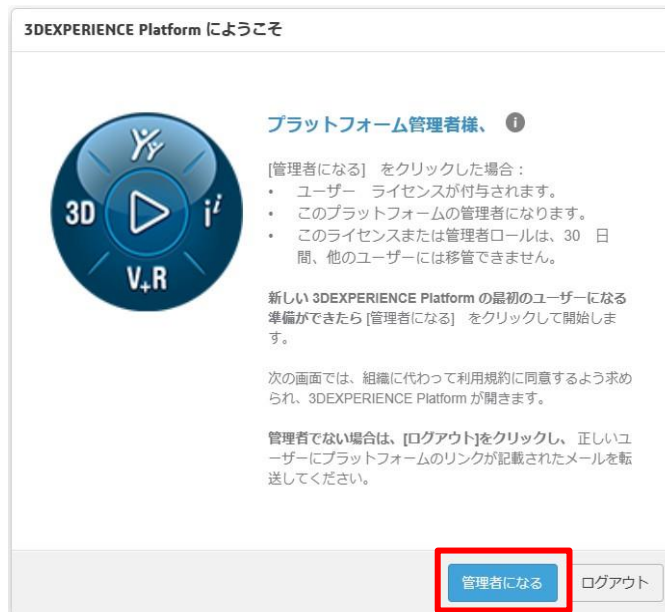 3DEXPERIENCE Platform にようこそ
プラットフォーム管理者様、 i
3D
V+R
i i
[管理者になる] をクリックした場合：
• ユーザー ライセンスが付与されます。
• このプラットフォームの管理者になります。
• このライセンスまたは管理者ロールは、30 日
間、他のユーザーには移管できません。
新しい 3DEXPERIENCE Platform の最初のユーザーになる
準備ができたら [管理者になる] をクリックして開始しま
す。
次の画面では、組織に代わって利用規約に同意するよう求め
られ、3DEXPERIENCE Platform が開きます。
管理者でない場合は、[ログアウト]をクリックし、 正しいユ
ーザーにプラットフォームのリンクが記載されたメールを転
送してください。
管理者になる
ログアウト